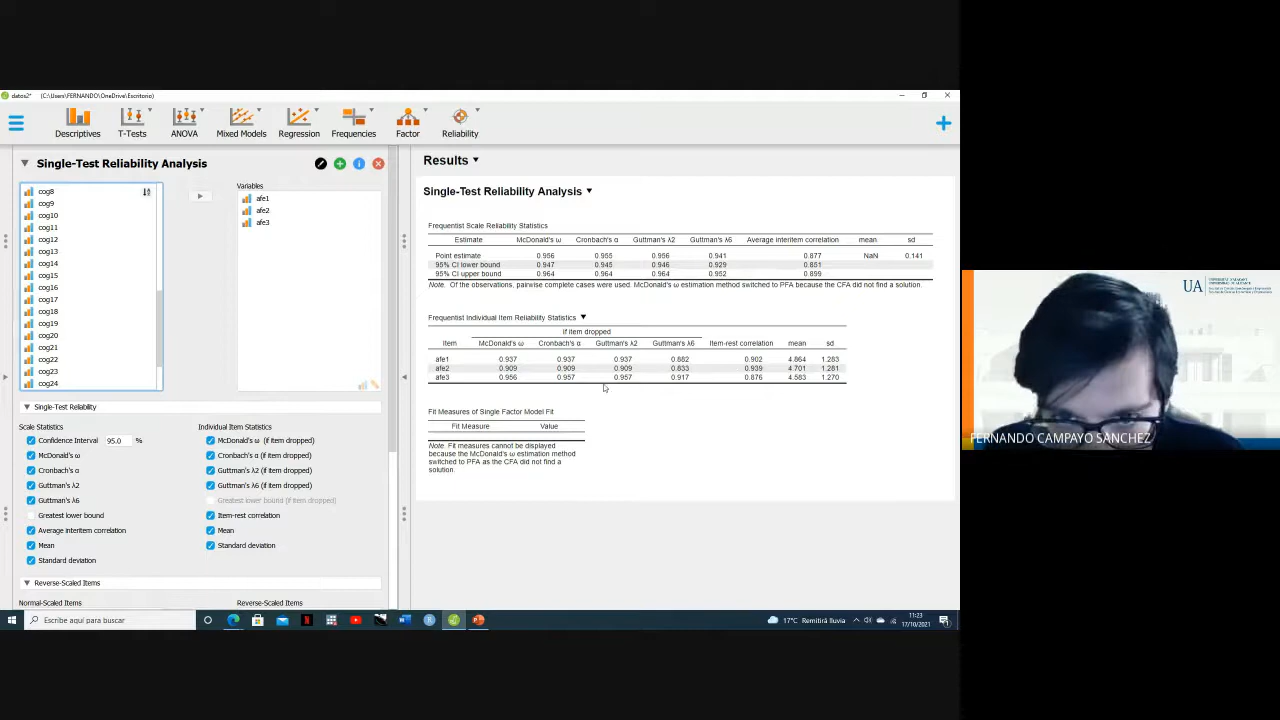 datos2* (C:\Users\FERNANDO\OneDrive\Escritorio)
Descriptives T-Tests ANOVA Mixed Models Regression Frequencies Factor Reliability
Single-Test Reliability Analysis
cog8
cog9
cog10
cog11
cog12
cog13
cog14
cog15
cog16
cog17
cog18
cog19
cog20
cog21
cog22
cog23
cog24
Variables
afe1
afe2
afe3
Single-Test Reliability
Scale Statistics
Confidence Interval 95.0 %
McDonald's ω
Cronbach's α
Guttman's λ2
Guttman's λ6
Greatest lower bound
Average interitem correlation
Mean
Standard deviation
Individual Item Statistics
McDonald's ω (if item dropped)
Cronbach's α (if item dropped)
Guttman's λ2 (if item dropped)
Guttman's λ6 (if item dropped)
Greatest lower bound (if item dropped)
Item-rest correlation
Mean
Standard deviation
Reverse-Scaled Items
Normal-Scaled Items Reverse-Scaled Items
Results
Single-Test Reliability Analysis
Frequentist Scale Reliability Statistics
Estimate McDonald's ω Cronbach's α Guttman's λ2 Guttman's λ6 Average interitem correlation mean sd
Point estimate 0.956 0.955 0.956 0.941 0.877 NaN 0.141
95% CI lower bound 0.947 0.945 0.946 0.929 0.851
95% CI upper bound 0.964 0.964 0.964 0.952 0.899
Note. Of the observations, pairwise complete cases were used. McDonald's ω estimation method switched to PFA because the CFA did not find a solution.
Frequentist Individual Item Reliability Statistics
If item dropped
Item McDonald's ω Cronbach's α Guttman's λ2 Guttman's λ6 Item-rest correlation mean sd
afe1 0.937 0.937 0.937 0.882 0.902 4.864 1.283
afe2 0.909 0.909 0.909 0.833 0.939 4.701 1.281
afe3 0.956 0.957 0.957 0.917 0.876 4.583 1.270
Fit Measures of Single Factor Model Fit
Fit Measure Value
Note. Fit measures cannot be displayed
because the McDonald's ω estimation method
switched to PFA as the CFA did not find a
solution.
UA
FERNANDO CAMPAYO SANCHEZ
Escribe aquí para buscar
17°C Remitirá lluvia
11:23
17/10/2021